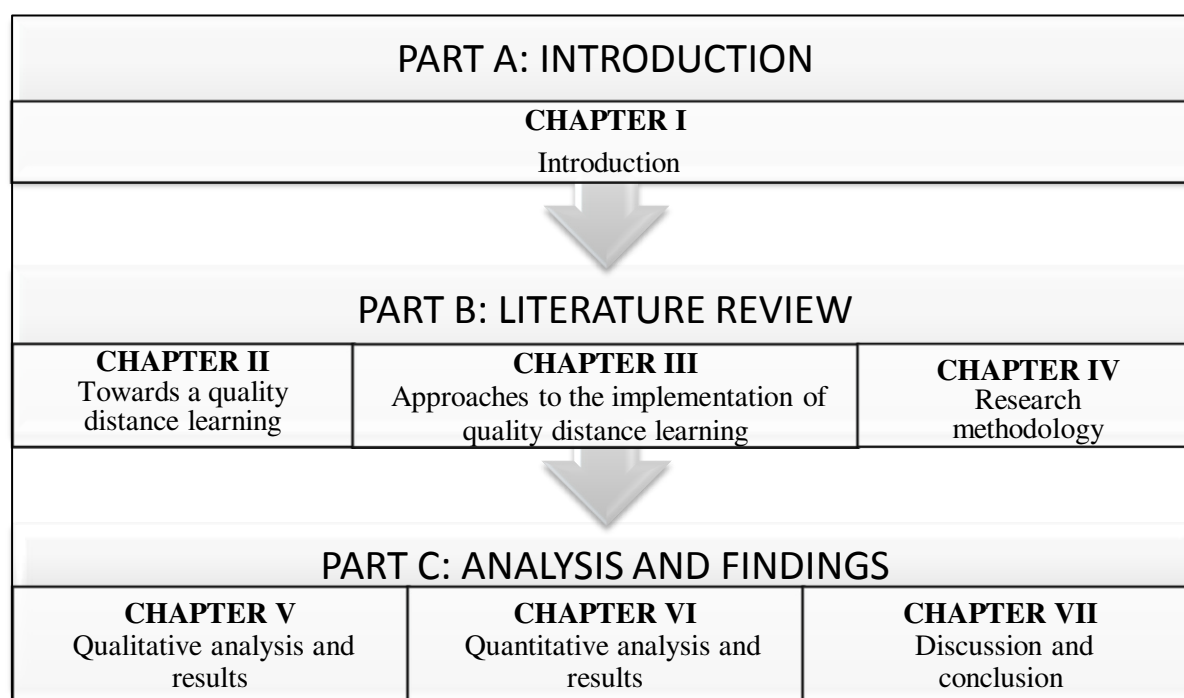 PART A: INTRODUCTION
CHAPTER I
Introduction
PART B: LITERATURE REVIEW
CHAPTER II
Towards a quality
distance learning
CHAPTER III
Approaches to the implementation of
quality distance learning
CHAPTER IV
Research
methodology
PART C: ANALYSIS AND FINDINGS
CHAPTER V
Qualitative analysis and
results
CHAPTER VI
Quantitative analysis and
results
CHAPTER VII
Discussion and
conclusion